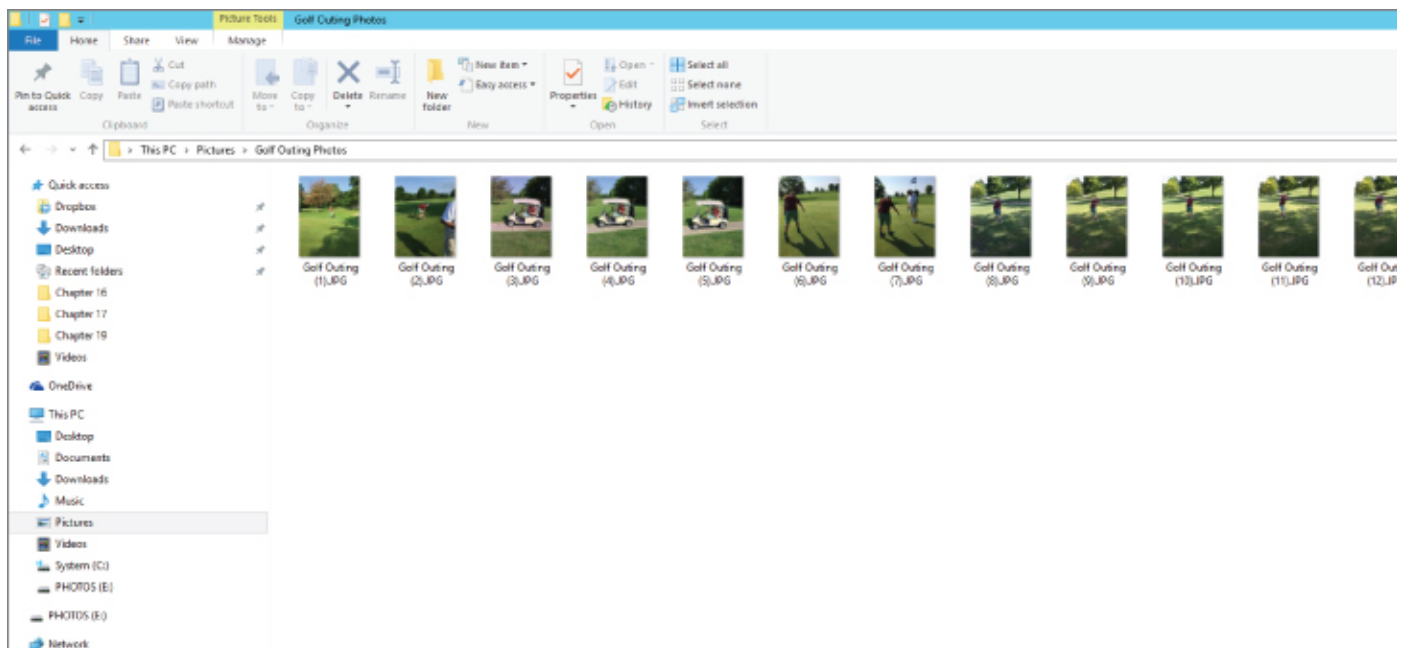 Picture Tools Golf Outing Photos
File Home Share View Manage
Pin to Quick access
Copy
Paste
Cut
Copy path
Paste shortcut
Clipboard
Move to
Copy to
Delete
Rename
Organize
New folder
New item
Easy access
New
Properties
Open
Edit
History
Open
Select all
Select none
Invert selection
Select
This PC > Pictures > Golf Outing Photos
Quick access
Dropbox
Downloads
Desktop
Recent folders
Chapter 16
Chapter 17
Chapter 19
Videos
OneDrive
This PC
Desktop
Documents
Downloads
Music
Pictures
Videos
System (C:)
PHOTOS (E:)
PHOTOS (E:)
Network
Golf Outing (1).JPG
Golf Outing (2).JPG
Golf Outing (3).JPG
Golf Outing (4).JPG
Golf Outing (5).JPG
Golf Outing (6).JPG
Golf Outing (7).JPG
Golf Outing (8).JPG
Golf Outing (9).JPG
Golf Outing (10).JPG
Golf Outing (11).JPG
Golf Out
(12).JP